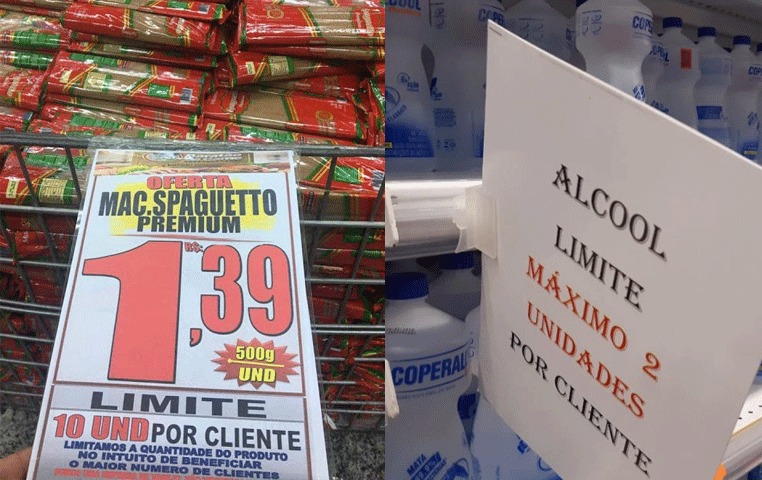 OFERTA
MAC.SPAGUETTO
PREMIUM
R$
1,39
500g
UND
LIMITE
10 UND POR CLIENTE
LIMITAMOS A QUANTIDADE DO PRODUTO
NO INTUITO DE BENEFICIAR
O MAIOR NUMERO DE CLIENTES
ALCOOL
LIMITE
MÁXIMO 2
UNIDADES
POR CLIENTE
COPERAL